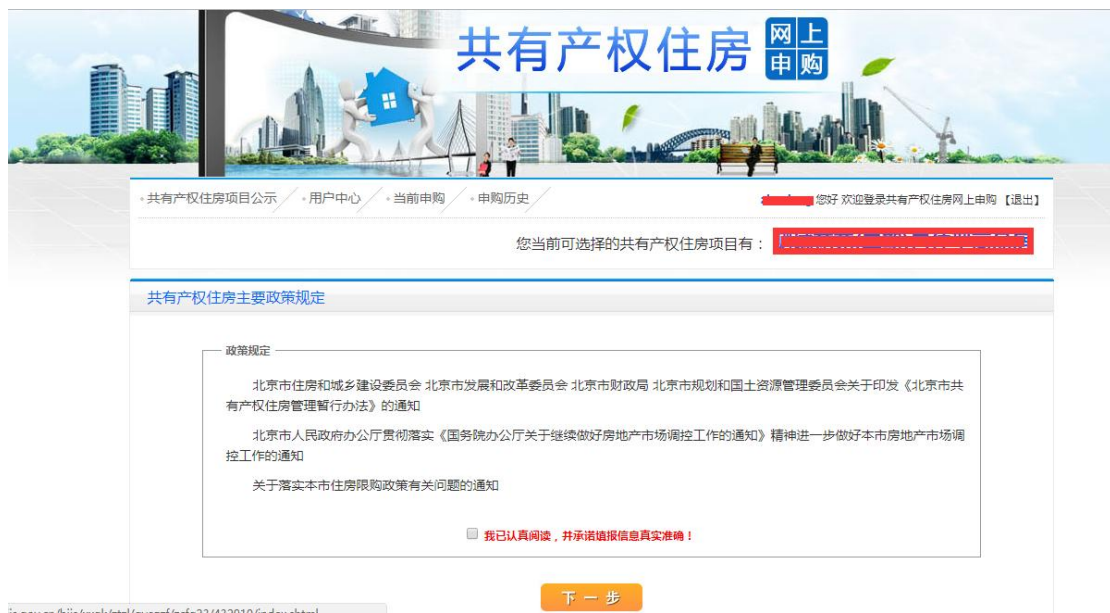 共有产权住房 网上
申购
·共有产权住房项目公示 ·用户中心 ·当前申购 ·申购历史
您好 欢迎登录共有产权住房网上申购 【退出】
您当前可选择的共有产权住房项目有：
共有产权住房主要政策规定
政策规定
北京市住房和城乡建设委员会 北京市发展和改革委员会 北京市财政局 北京市规划和国土资源管理委员会关于印发《北京市共
有产权住房管理暂行办法》的通知
北京市人民政府办公厅贯彻落实《国务院办公厅关于继续做好房地产市场调控工作的通知》精神进一步做好本市房地产市场调
控工作的通知
关于落实本市住房限购政策有关问题的通知
我已认真阅读，并承诺填报信息真实准确！
下一步